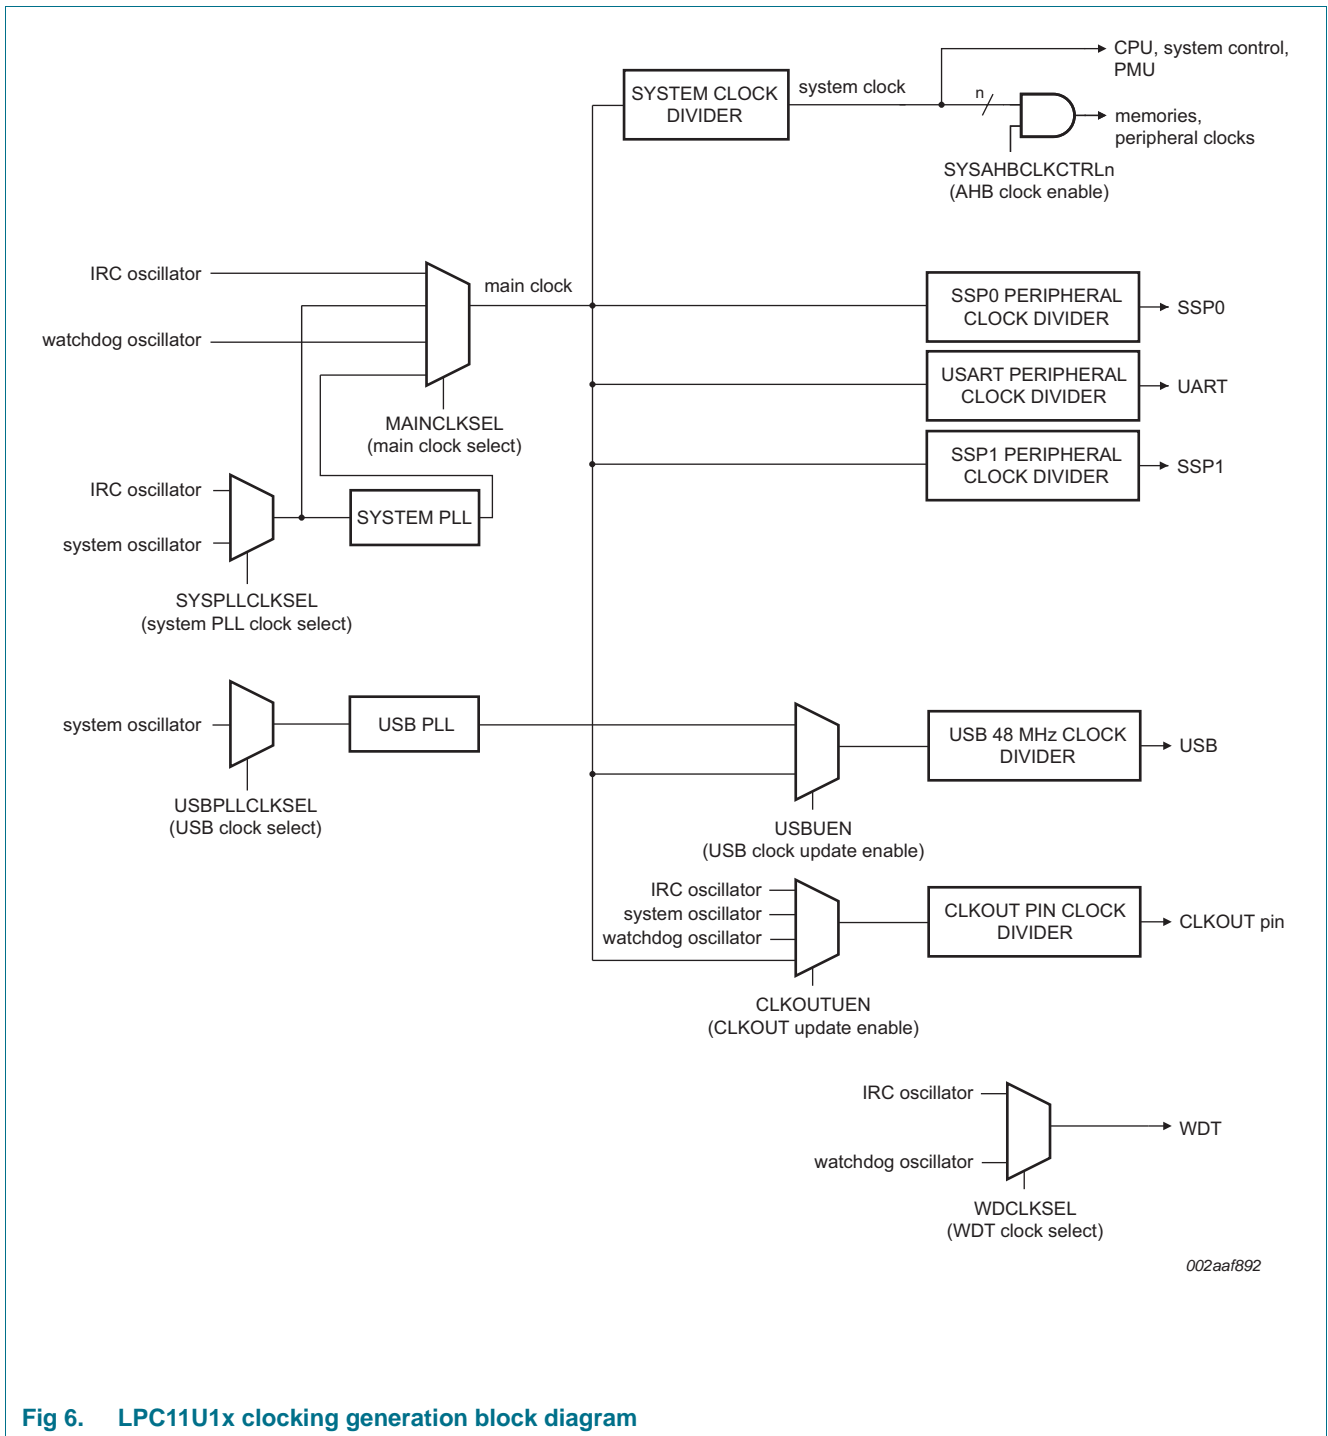 CPU, system control,
PMU
SYSTEM CLOCK
DIVIDER
system clock
n
memories,
peripheral clocks
SYSAHBCLKCTRLn
(AHB clock enable)
IRC oscillator
main clock
watchdog oscillator
MAINCLKSEL
(main clock select)
SSP0 PERIPHERAL
CLOCK DIVIDER
SSP0
USART PERIPHERAL
CLOCK DIVIDER
UART
SSP1 PERIPHERAL
CLOCK DIVIDER
SSP1
IRC oscillator
system oscillator
SYSTEM PLL
SYSPLLCLKSEL
(system PLL clock select)
system oscillator
USB PLL
USBPLLCLKSEL
(USB clock select)
USB 48 MHz CLOCK
DIVIDER
USB
USBUEN
(USB clock update enable)
IRC oscillator
system oscillator
watchdog oscillator
CLKOUT PIN CLOCK
DIVIDER
CLKOUT pin
CLKOUTUEN
(CLKOUT update enable)
IRC oscillator
watchdog oscillator
WDT
WDCLKSEL
(WDT clock select)
002aaf892
Fig 6. LPC11U1x clocking generation block diagram